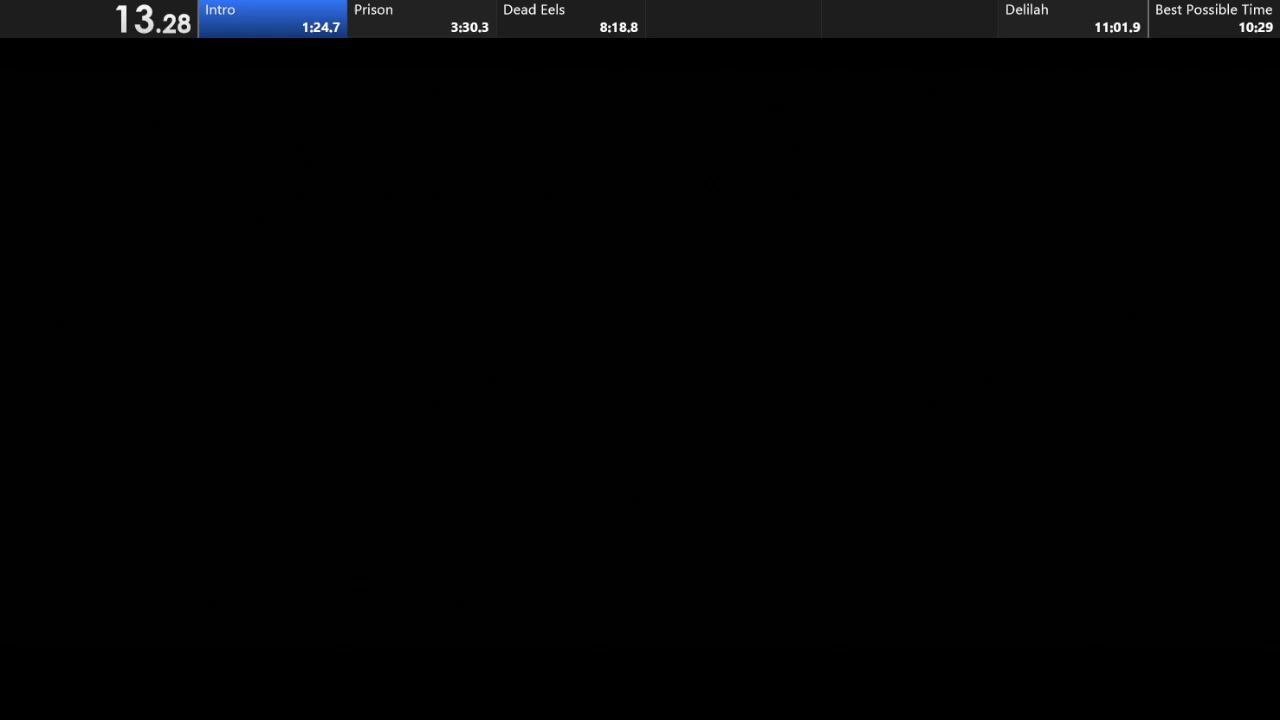 13.28
Intro
1:24.7
Prison
3:30.3
Dead Eels
8:18.8
Delilah
11:01.9
Best Possible Time
10:29